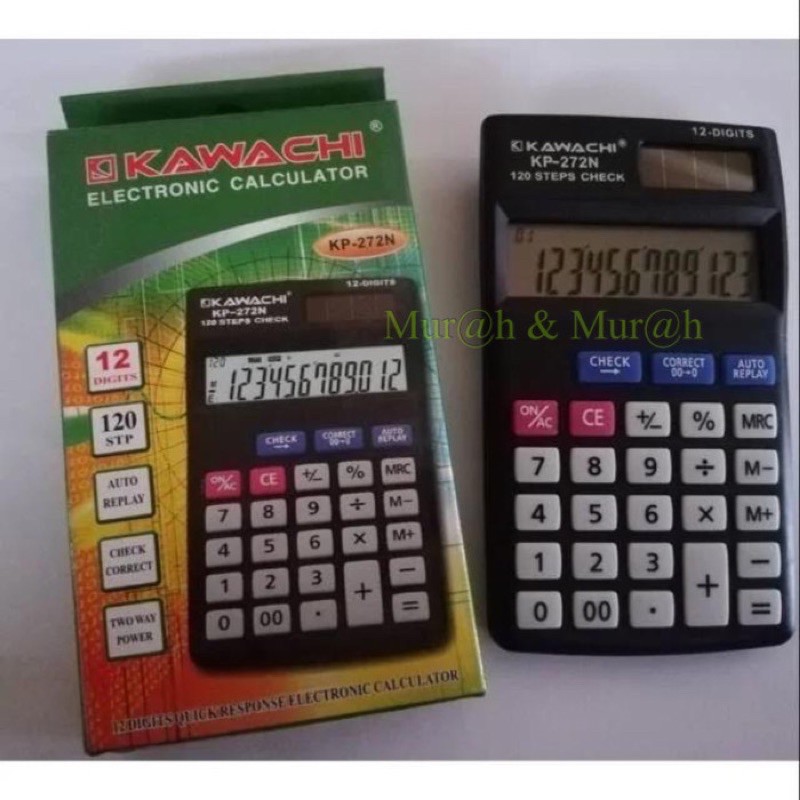 KAWACHI®
ELECTRONIC CALCULATOR
KP-272N
12-DIGITS
KAWACHI
KP-272N
120 STEPS CHECK
120
123456789012
12
DIGITS
120
STP
AUTO
REPLAY
CHECK
CORRECT
TWO WAY
POWER
CHECK →
CORRECT 00→0
AUTO REPLAY
ON/AC CE +/- % MRC
7 8 9 ÷ M-
4 5 6 × M+
1 2 3 + −
0 00 · =
12 DIGITS QUICK RESPONSE ELECTRONIC CALCULATOR
12-DIGITS
KAWACHI®
KP-272N
120 STEPS CHECK
01
123456789123
Mur@h & Mur@h
CHECK →
CORRECT 00→0
AUTO REPLAY
ON/AC CE +/- % MRC
7 8 9 ÷ M-
4 5 6 × M+
1 2 3 + −
0 00 · =